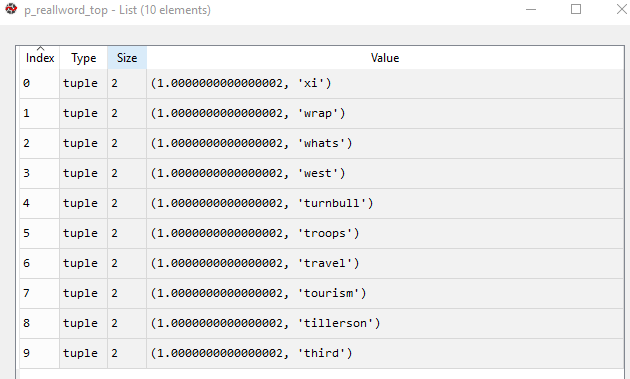 p_reallword_top - List (10 elements)
Index Type Size Value
0 tuple 2 (1.0000000000000002, 'xi')
1 tuple 2 (1.0000000000000002, 'wrap')
2 tuple 2 (1.0000000000000002, 'whats')
3 tuple 2 (1.0000000000000002, 'west')
4 tuple 2 (1.0000000000000002, 'turnbull')
5 tuple 2 (1.0000000000000002, 'troops')
6 tuple 2 (1.0000000000000002, 'travel')
7 tuple 2 (1.0000000000000002, 'tourism')
8 tuple 2 (1.0000000000000002, 'tillerson')
9 tuple 2 (1.0000000000000002, 'third')